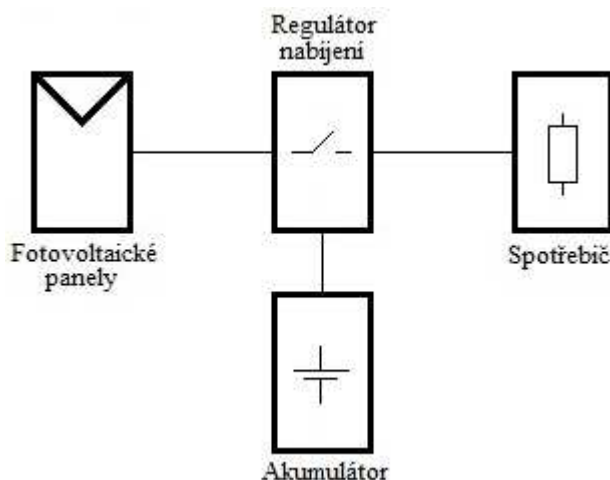 Regulátor
nabíjení
Fotovoltaické
panely
Spotřebič
Akumulátor